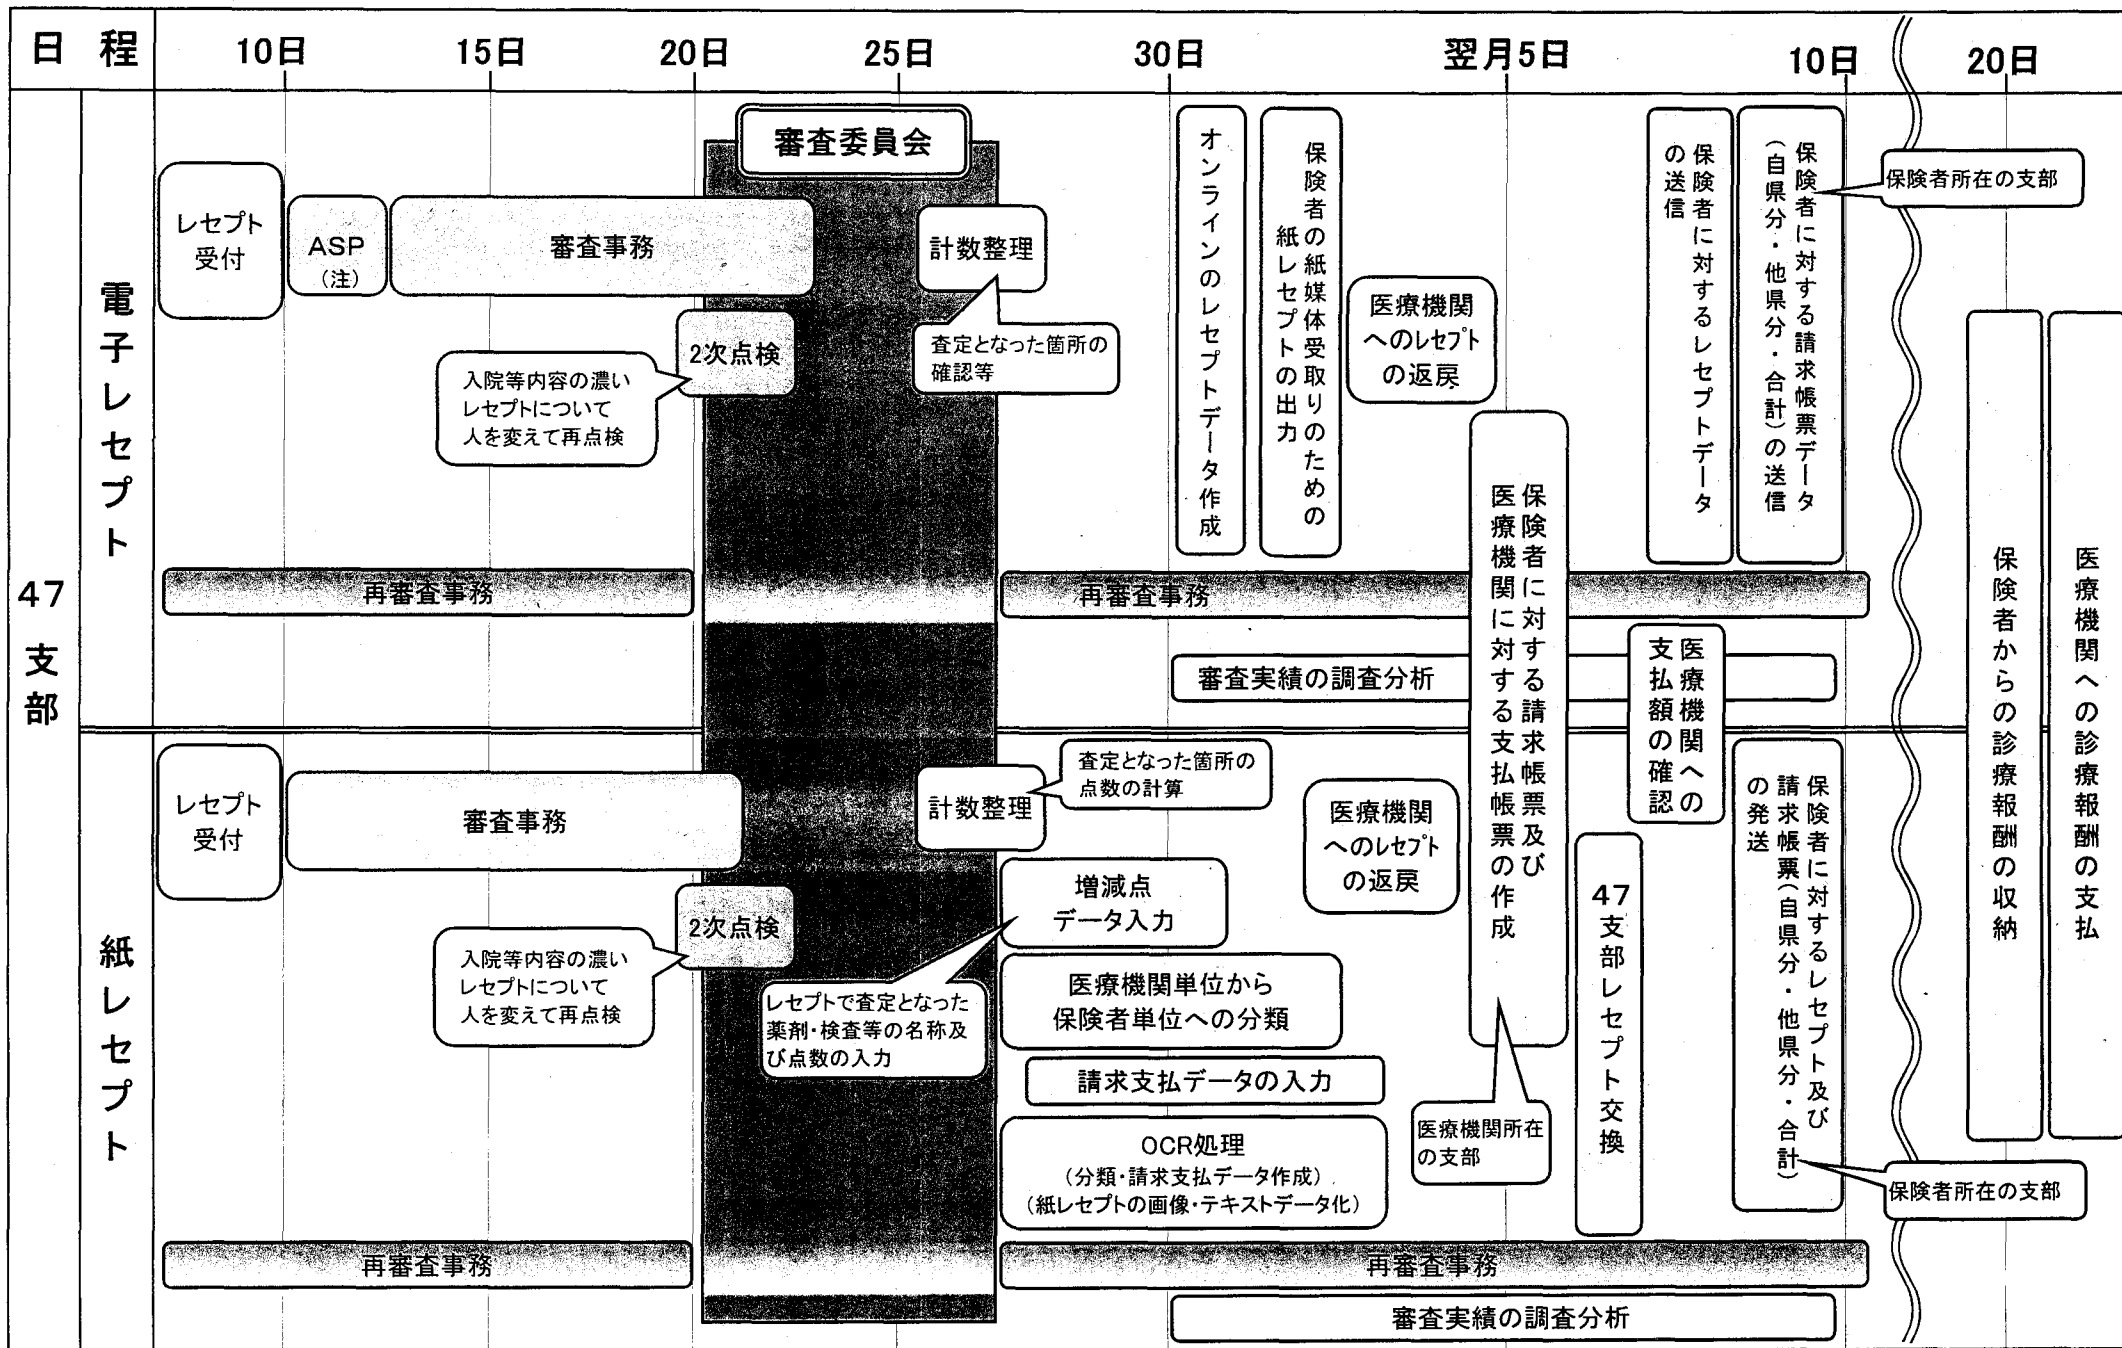 日程
10日
15日
20日
25日
30日
翌月5日
10日
20日
47支部
電子レセプト
審査委員会
レセプト
受付
ASP
(注)
審査事務
2次点検
入院等内容の濃い
レセプトについて
人を変えて再点検
計数整理
査定となった箇所の
確認等
オンラインのレセプトデータ作成
保険者の紙媒体受取りのための
紙レセプトの出力
医療機関
へのレセプト
の返戻
保険者に対する請求帳票及び
医療機関に対する支払帳票の作成
医療機関所在
の支部
保険者に対するレセプトデータ
の送信
保険者に対する請求帳票データ
(自県分・他県分・合計)の送信
保険者所在の支部
再審査事務
再審査事務
審査実績の調査分析
医療機関への
支払額の確認
保険者からの診療報酬の収納
医療機関への診療報酬の支払
紙レセプト
レセプト
受付
審査事務
2次点検
入院等内容の濃い
レセプトについて
人を変えて再点検
計数整理
査定となった箇所の
点数の計算
増減点
データ入力
レセプトで査定となった
薬剤・検査等の名称及
び点数の入力
医療機関単位から
保険者単位への分類
請求支払データの入力
OCR処理
(分類・請求支払データ作成)
(紙レセプトの画像・テキストデータ化)
医療機関
へのレセプト
の返戻
47支部レセプト交換
保険者に対するレセプト及び
請求帳票(自県分・他県分・合計)
の発送
保険者所在の支部
再審査事務
再審査事務
審査実績の調査分析